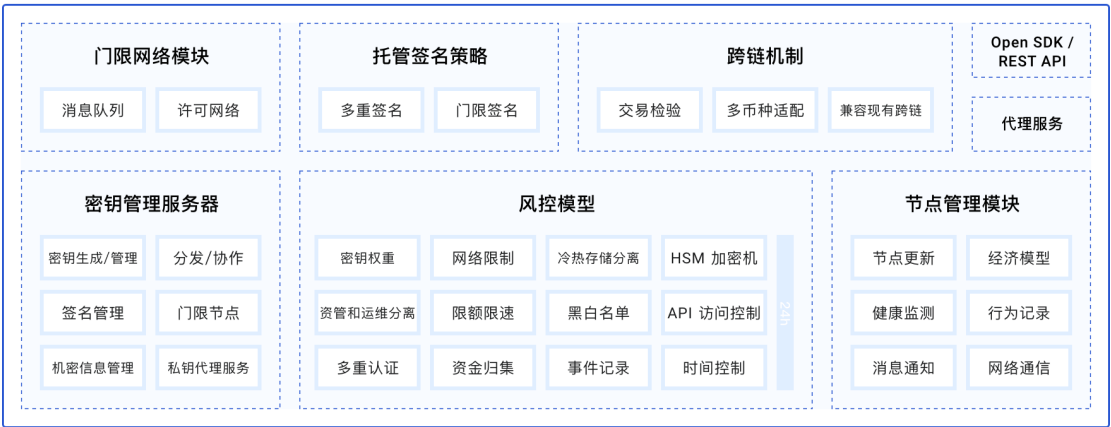 门限网络模块
消息队列
许可网络
托管签名策略
多重签名
门限签名
跨链机制
交易检验
多币种适配
兼容现有跨链
Open SDK /
REST API
代理服务
密钥管理服务器
密钥生成/管理
分发/协作
签名管理
门限节点
机密信息管理
私钥代理服务
风控模型
密钥权重
网络限制
冷热存储分离
HSM 加密机
资管和运维分离
限额限速
黑白名单
API 访问控制
多重认证
资金归集
事件记录
时间控制
24h
节点管理模块
节点更新
经济模型
健康监测
行为记录
消息通知
网络通信